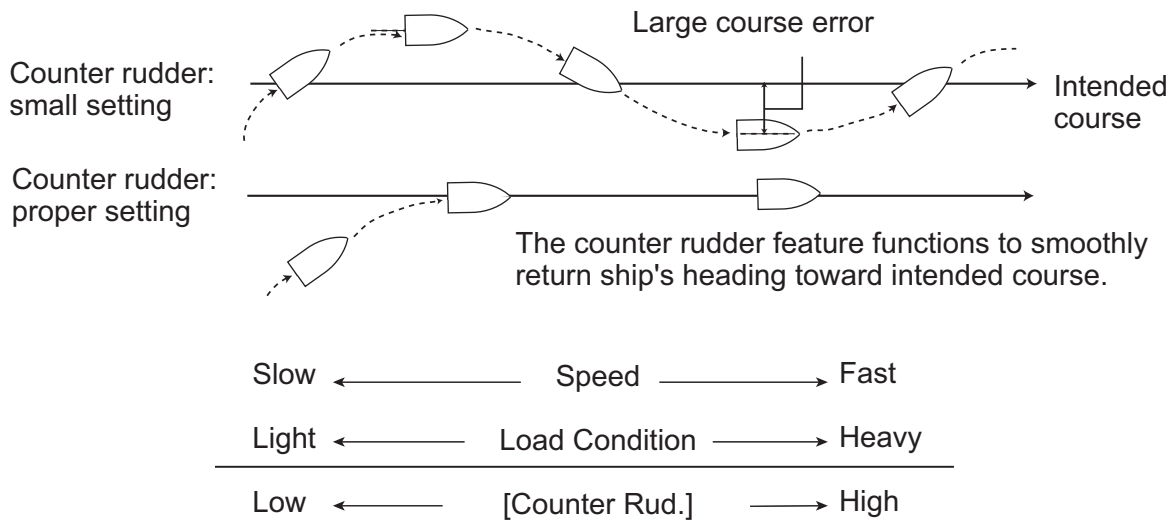 Large course error
Counter rudder:
small setting
Intended
course
Counter rudder:
proper setting
The counter rudder feature functions to smoothly
return ship's heading toward intended course.
Slow Speed Fast
Light Load Condition Heavy
Low [Counter Rud.] High